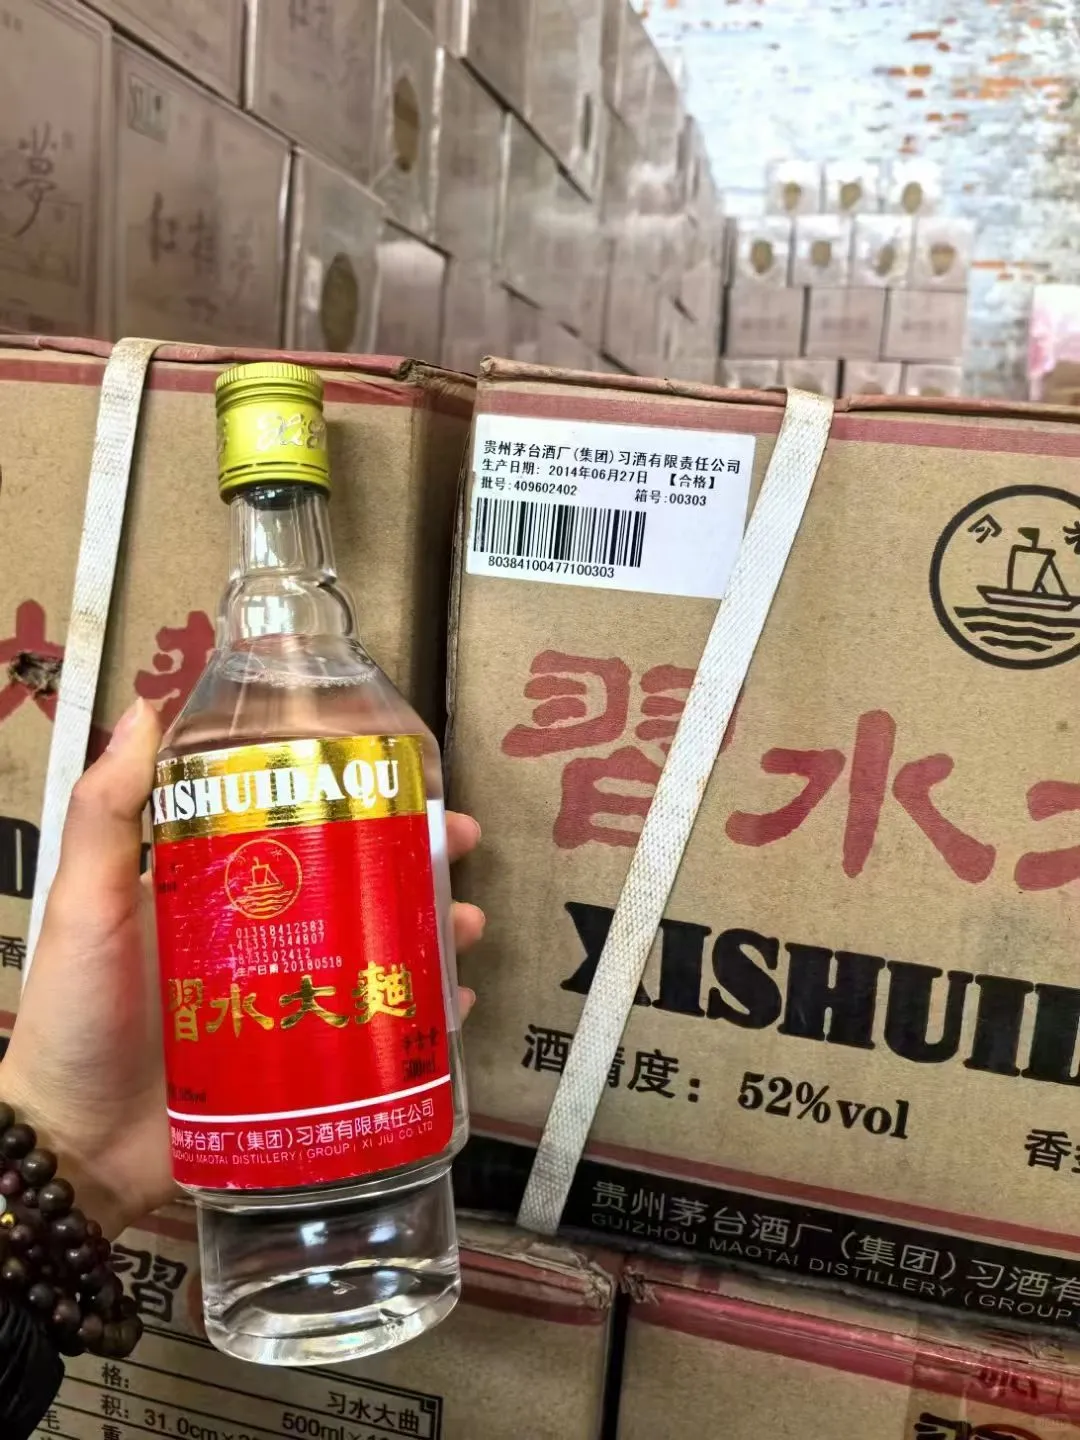 贵州茅台酒厂(集团)习酒有限责任公司
生产日期: 2014年06月27日 【合格】
批号:409602402 箱号:00303
80384100477100303
習水大
XISHUID
酒精度: 52%vol
香
贵州茅台酒厂(集团)习酒有
GUIZHOU MAOTAI DISTILLERY (GROUP)
XISHUIDAQU
01358412583
41337544807
873502412
生产日期 20180518
習水大麯
500mL
贵州茅台酒厂(集团)习酒有限责任公司
GUIZHOU MAOTAI DISTILLERY ( GROUP ) XI JIU CO LTD
習
格: 习水大曲
积: 31.0cm×
重 500ml×